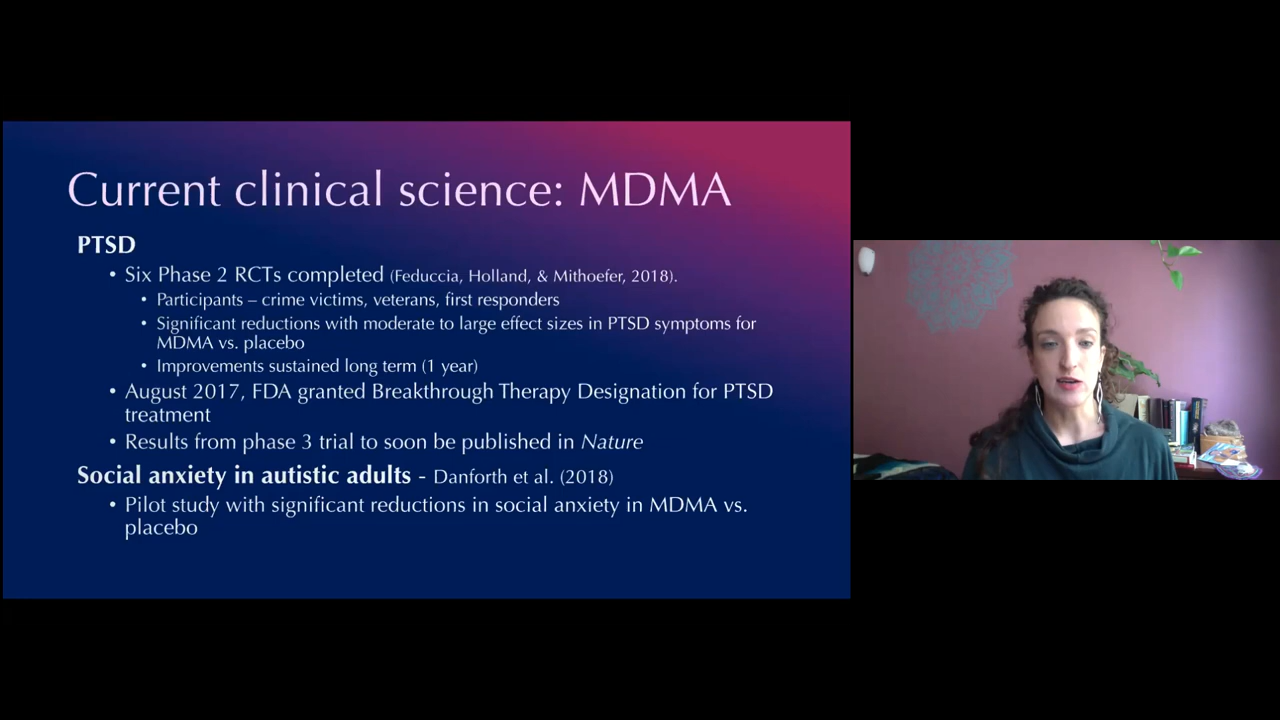 Current clinical science: MDMA
PTSD
• Six Phase 2 RCTs completed (Feduccia, Holland, & Mithoefer, 2018).
• Participants – crime victims, veterans, first responders
• Significant reductions with moderate to large effect sizes in PTSD symptoms for
MDMA vs. placebo
• Improvements sustained long term (1 year)
• August 2017, FDA granted Breakthrough Therapy Designation for PTSD
treatment
• Results from phase 3 trial to soon be published in Nature
Social anxiety in autistic adults - Danforth et al. (2018)
• Pilot study with significant reductions in social anxiety in MDMA vs.
placebo